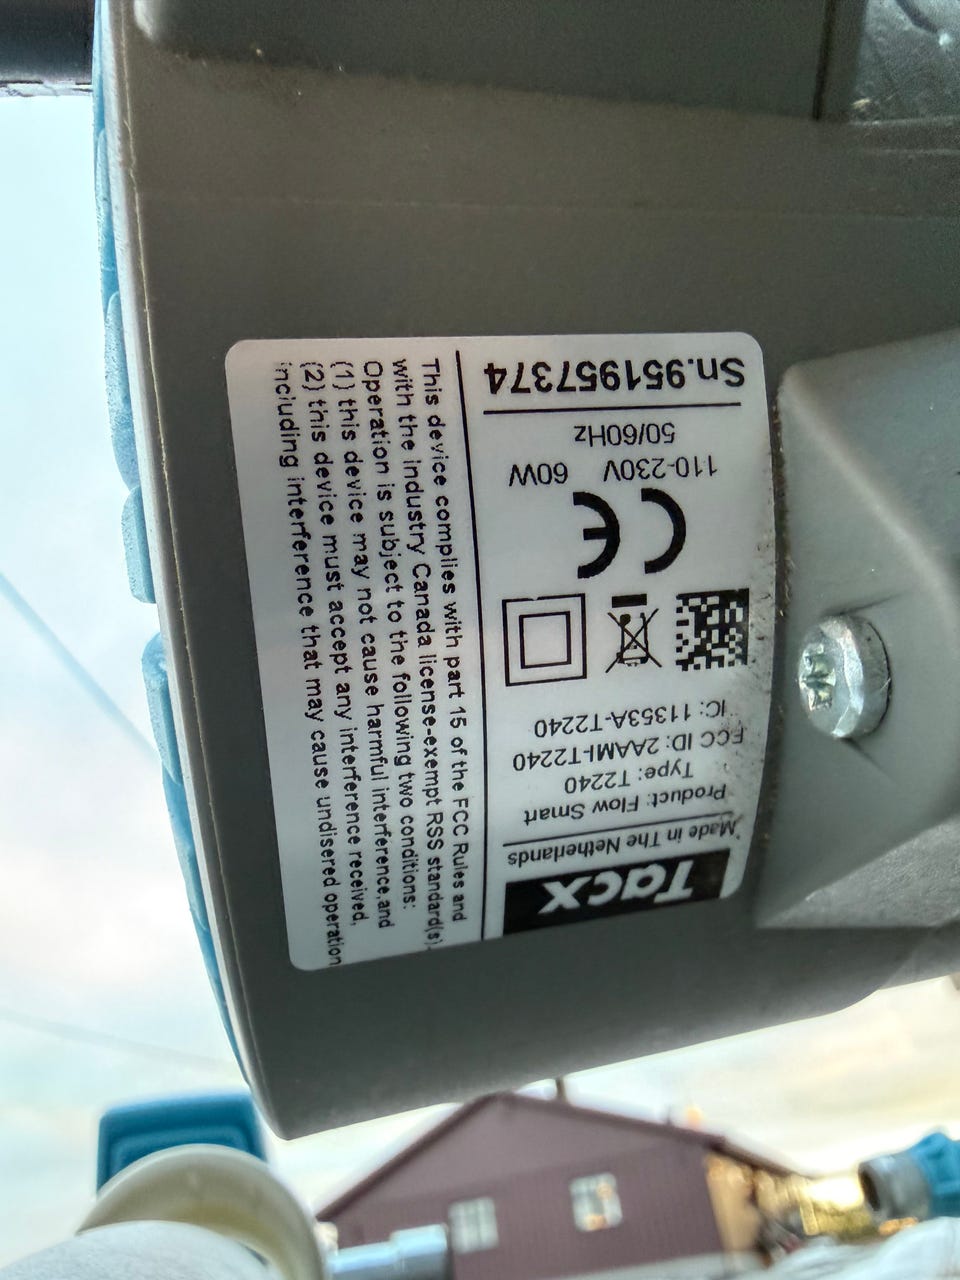 Tacx
Made in The Netherlands
Product: Flow Smart
Type: T2240
FCC ID: 2AAMI-T2240
IC: 11353A-T2240
CE
110-230V 60W
50/60Hz
Sn.951957374
This device complies with part 15 of the FCC Rules and
with the industry Canada license-exempt RSS standard(s).
Operation is subject to the following two conditions:
(1) this device may not cause harmful interference,and
(2) this device must accept any interference received,
including interference that may cause undisered operation